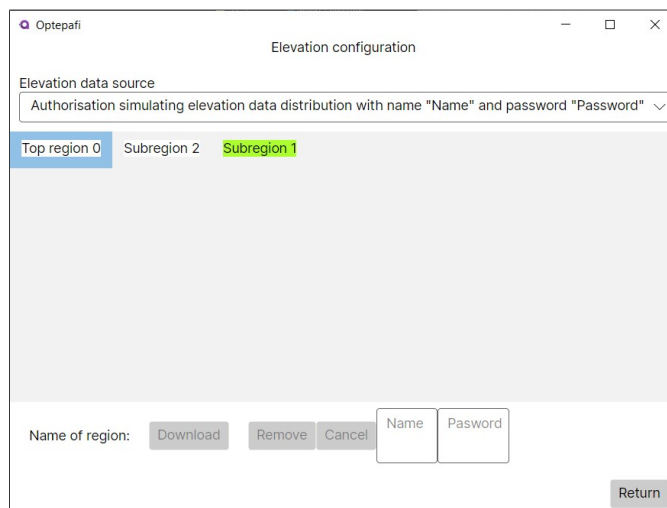 Optepafi
Elevation configuration
Elevation data source
Authorisation simulating elevation data distribution with name "Name" and password "Password"
Top region 0 Subregion 2 Subregion 1
Name of region: Download Remove Cancel Name Pasword
Return